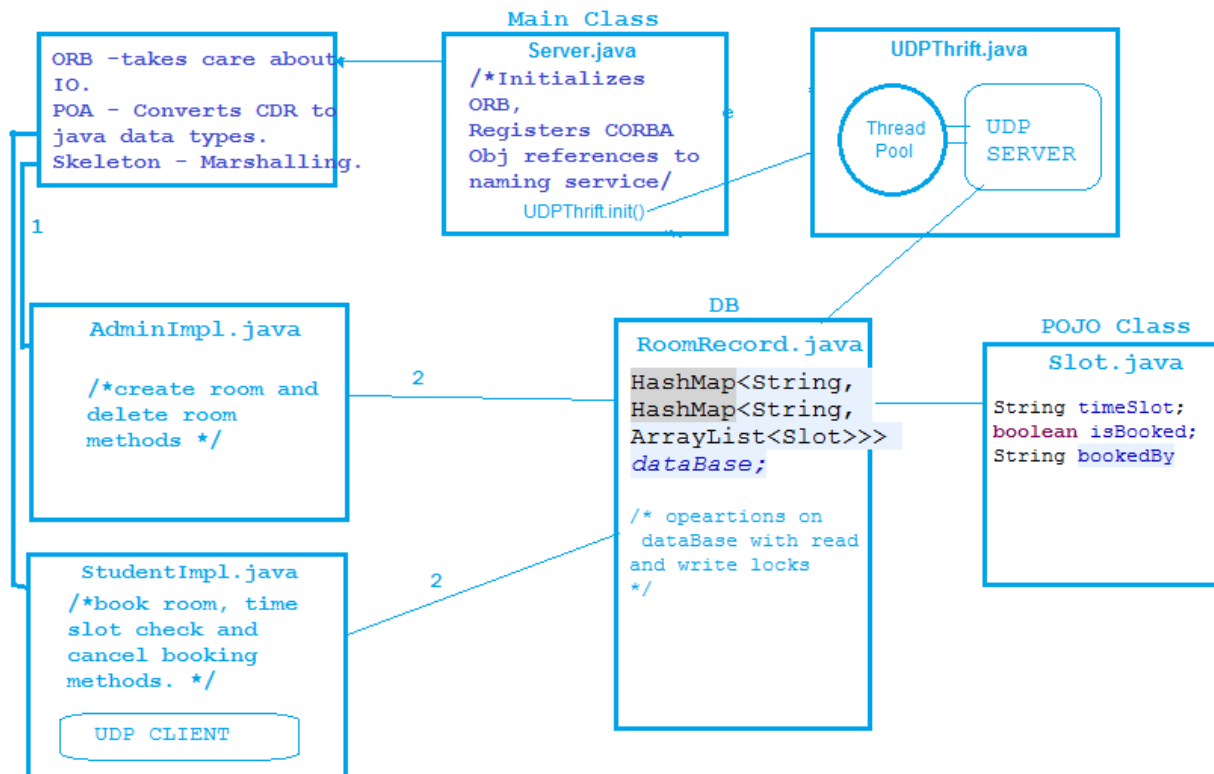 Main Class
ORB -takes care about
IO.
POA - Converts CDR to
java data types.
Skeleton - Marshalling.
Server.java
/*Initializes
ORB,
Registers CORBA
Obj references to
naming service/
UDPThrift.init()
UDPThrift.java
Thread
Pool
UDP
SERVER
e
1
AdminImpl.java
/*create room and
delete room
methods */
2
DB
RoomRecord.java
HashMap<String,
HashMap<String,
ArrayList<Slot>>>
dataBase;
/* opeartions on
dataBase with read
and write locks
*/
POJO Class
Slot.java
String timeSlot;
boolean isBooked;
String bookedBy
StudentImpl.java
/*book room, time
slot check and
cancel booking
methods. */
UDP CLIENT
2